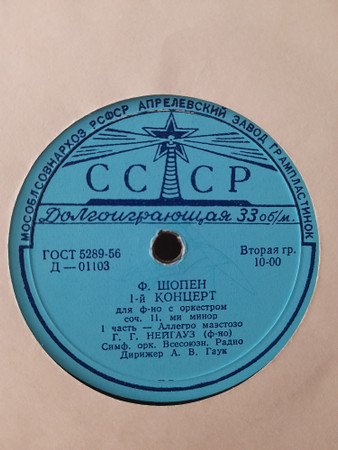 МОСОБЛСОВНАРХОЗ РСФСР АПРЕЛЕВСКИЙ ЗАВОД ГРАМПЛАСТИНОК
СССР
Долгоиграющая 33 об/м.
ГОСТ 5289-56
Д — 01103
Вторая гр.
10-00
Ф. ШОПЕН
1-й КОНЦЕРТ
для ф-но с оркестром
соч. 11, ми минор
1 часть — Аллегро маэстозо
Г. Г. НЕЙГАУЗ (ф-но)
Симф. орк. Всесоюзн. Радио
Дирижер А. В. Гаук